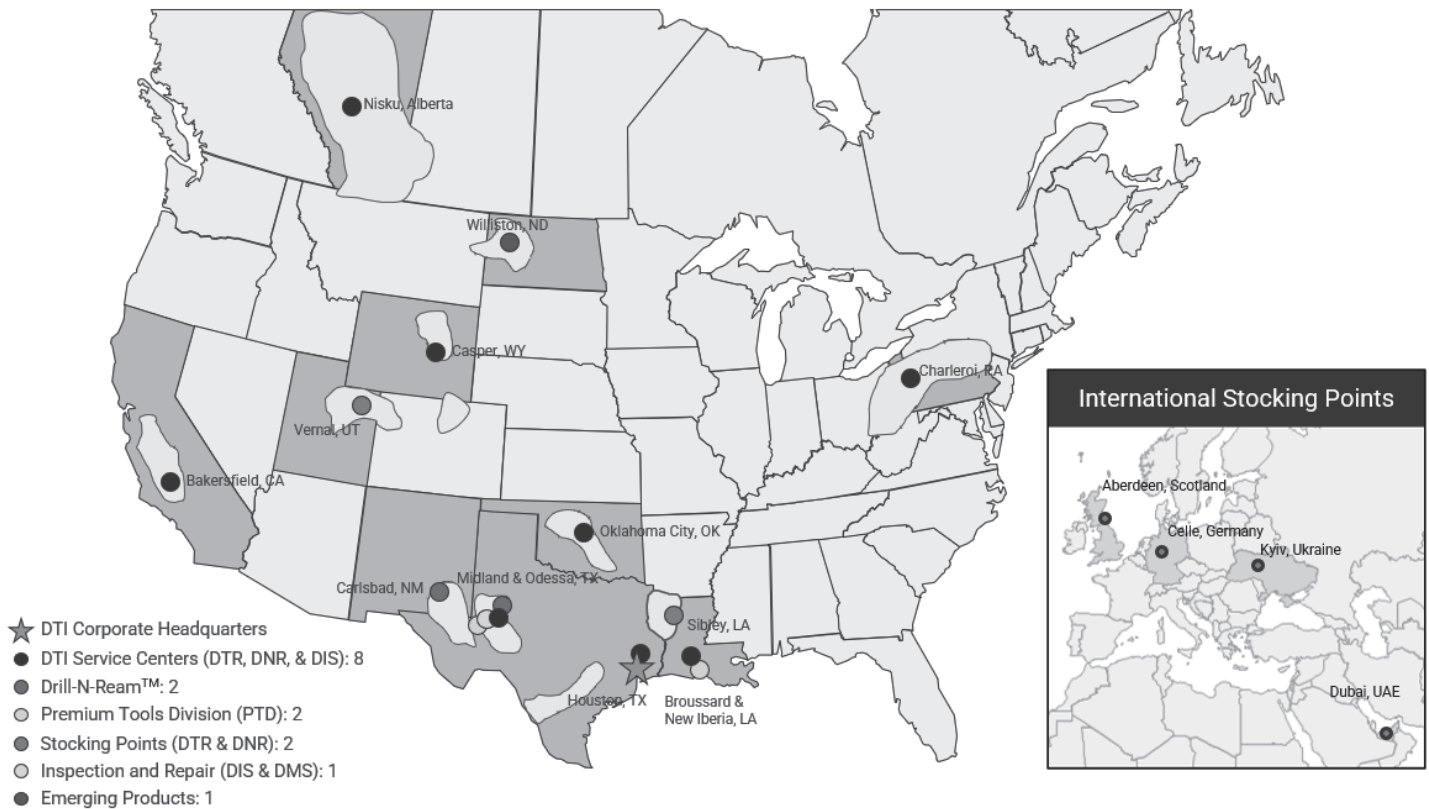 Nisku, Alberta
Williston, ND
Casper, WY
Charleroi, PA
Vernal, UT
Bakersfield, CA
Oklahoma City, OK
Carlsbad, NM
Midland & Odessa, TX
Sibley, LA
Houston, TX
Broussard &
New Iberia, LA
DTI Corporate Headquarters
DTI Service Centers (DTR, DNR, & DIS): 8
Drill-N-Ream™: 2
Premium Tools Division (PTD): 2
Stocking Points (DTR & DNR): 2
Inspection and Repair (DIS & DMS): 1
Emerging Products: 1
International Stocking Points
Aberdeen, Scotland
Celle, Germany
Kyiv, Ukraine
Dubai, UAE